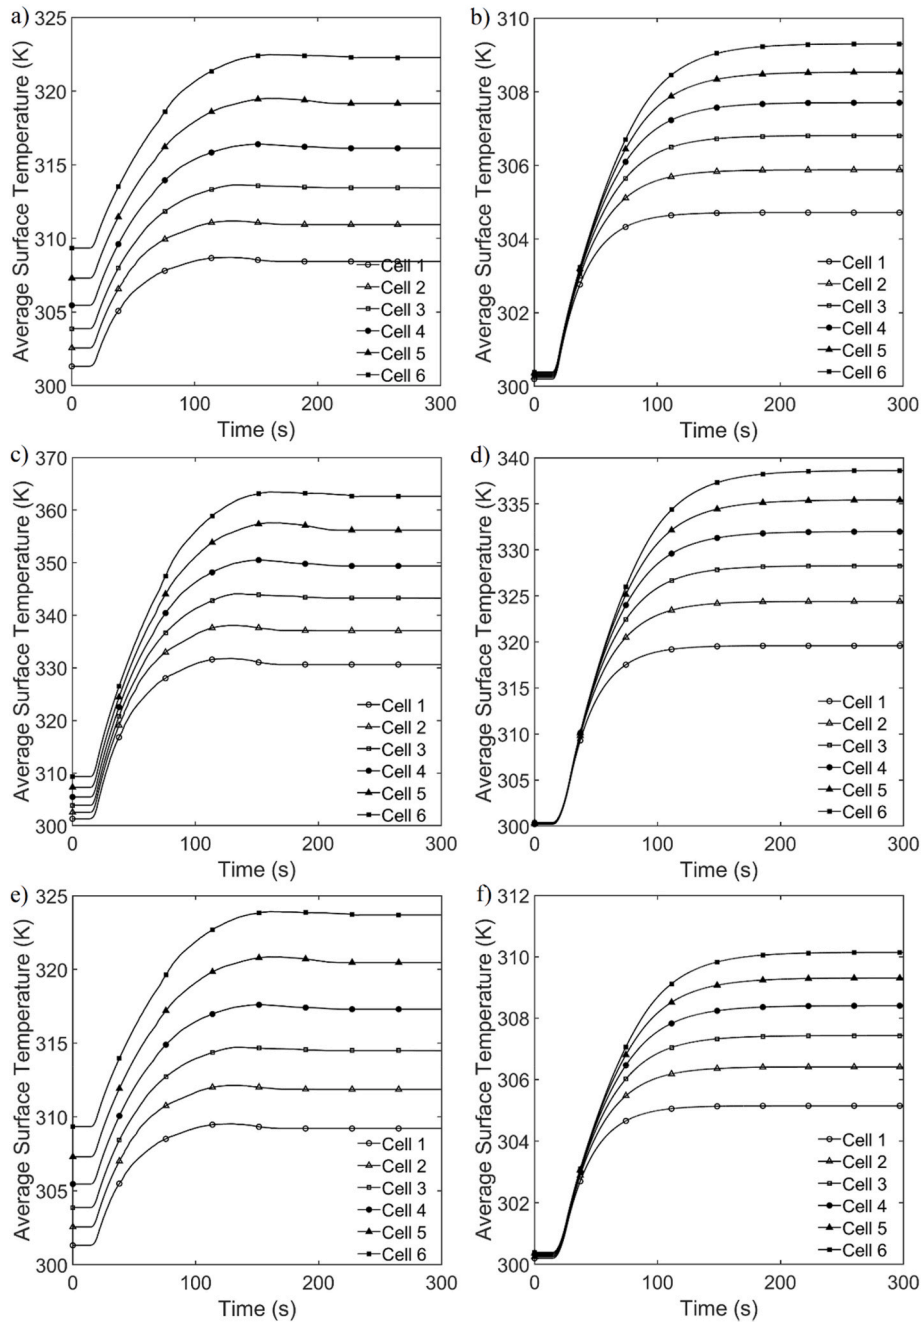 a)
325
320
315
310
305
300
Average Surface Temperature (K)
Cell 1
Cell 2
Cell 3
Cell 4
Cell 5
Cell 6
0 100 200 300
Time (s)
b)
310
308
306
304
302
300
Average Surface Temperature (K)
Cell 1
Cell 2
Cell 3
Cell 4
Cell 5
Cell 6
0 100 200 300
Time (s)
c)
370
360
350
340
330
320
310
300
Average Surface Temperature (K)
Cell 1
Cell 2
Cell 3
Cell 4
Cell 5
Cell 6
0 100 200 300
Time (s)
d)
340
335
330
325
320
315
310
305
300
Average Surface Temperature (K)
Cell 1
Cell 2
Cell 3
Cell 4
Cell 5
Cell 6
0 100 200 300
Time (s)
e)
325
320
315
310
305
300
Average Surface Temperature (K)
Cell 1
Cell 2
Cell 3
Cell 4
Cell 5
Cell 6
0 100 200 300
Time (s)
f)
312
310
308
306
304
302
300
Average Surface Temperature (K)
Cell 1
Cell 2
Cell 3
Cell 4
Cell 5
Cell 6
0 100 200 300
Time (s)